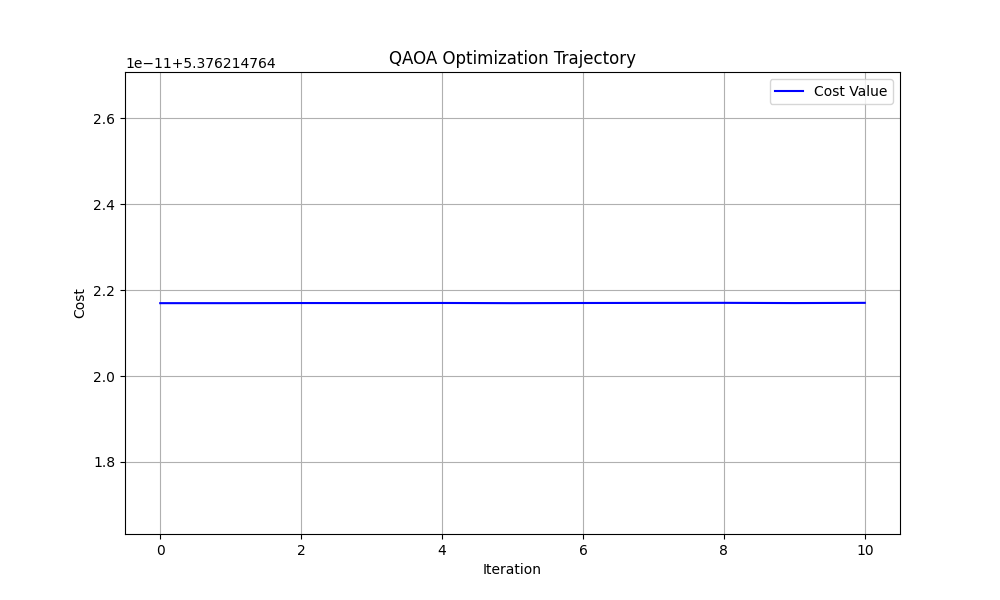 QAOA Optimization Trajectory
1e−11+5.376214764
Cost Value
2.6
2.4
2.2
2.0
1.8
Cost
0 2 4 6 8 10
Iteration